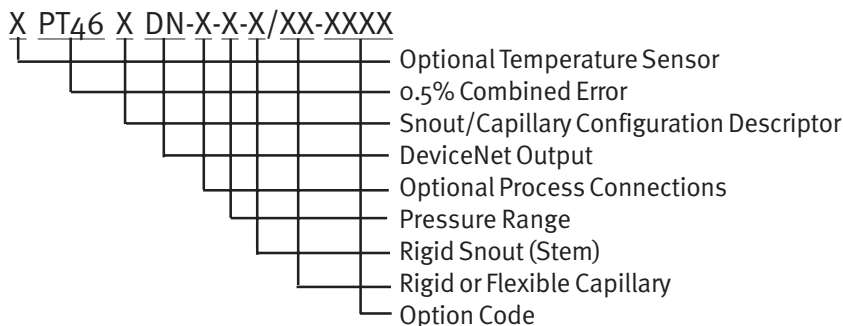 X PT46 X DN-X-X-X/XX-XXXX
Optional Temperature Sensor
0.5% Combined Error
Snout/Capillary Configuration Descriptor
DeviceNet Output
Optional Process Connections
Pressure Range
Rigid Snout (Stem)
Rigid or Flexible Capillary
Option Code